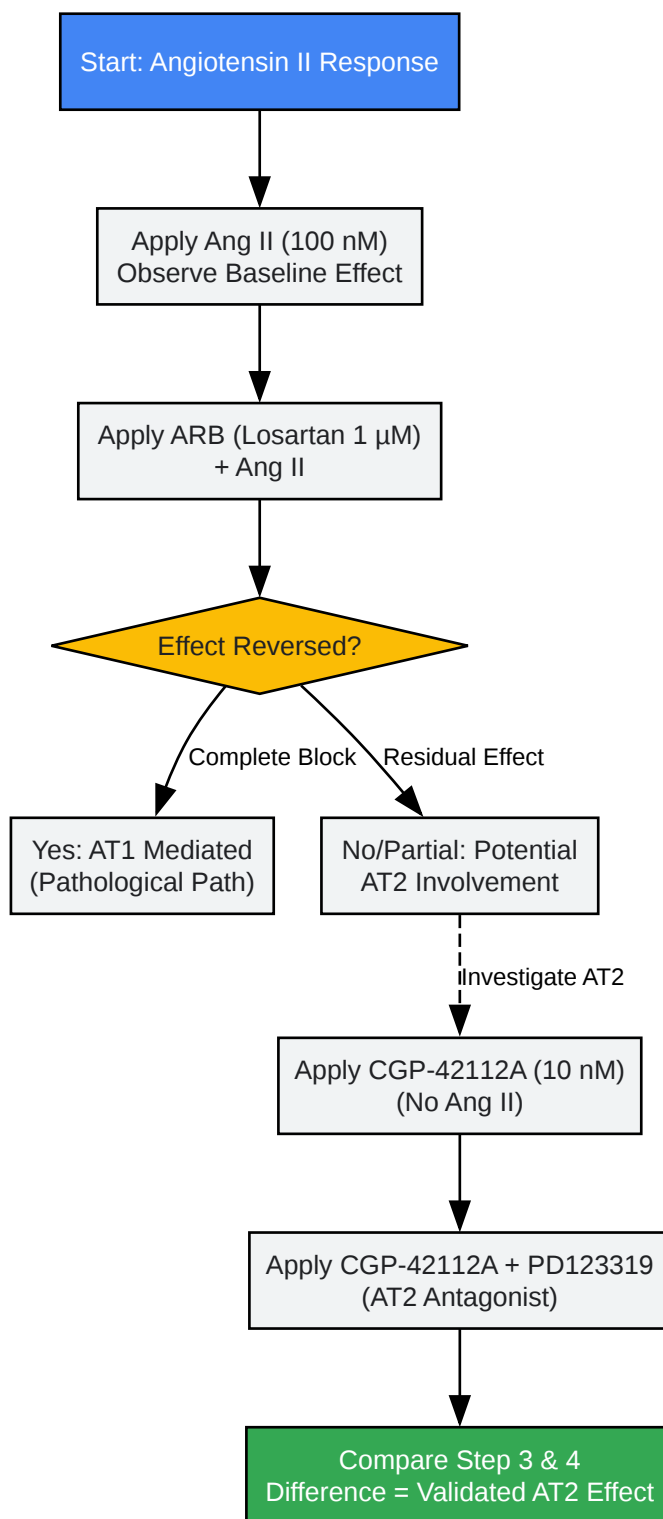 Start: Angiotensin II Response
Apply Ang II (100 nM)
Observe Baseline Effect
Apply ARB (Losartan 1 µM)
+ Ang II
Effect Reversed?
Complete Block
Residual Effect
Yes: AT1 Mediated
(Pathological Path)
No/Partial: Potential
AT2 Involvement
Investigate AT2
Apply CGP-42112A (10 nM)
(No Ang II)
Apply CGP-42112A + PD123319
(AT2 Antagonist)
Compare Step 3 & 4
Difference = Validated AT2 Effect